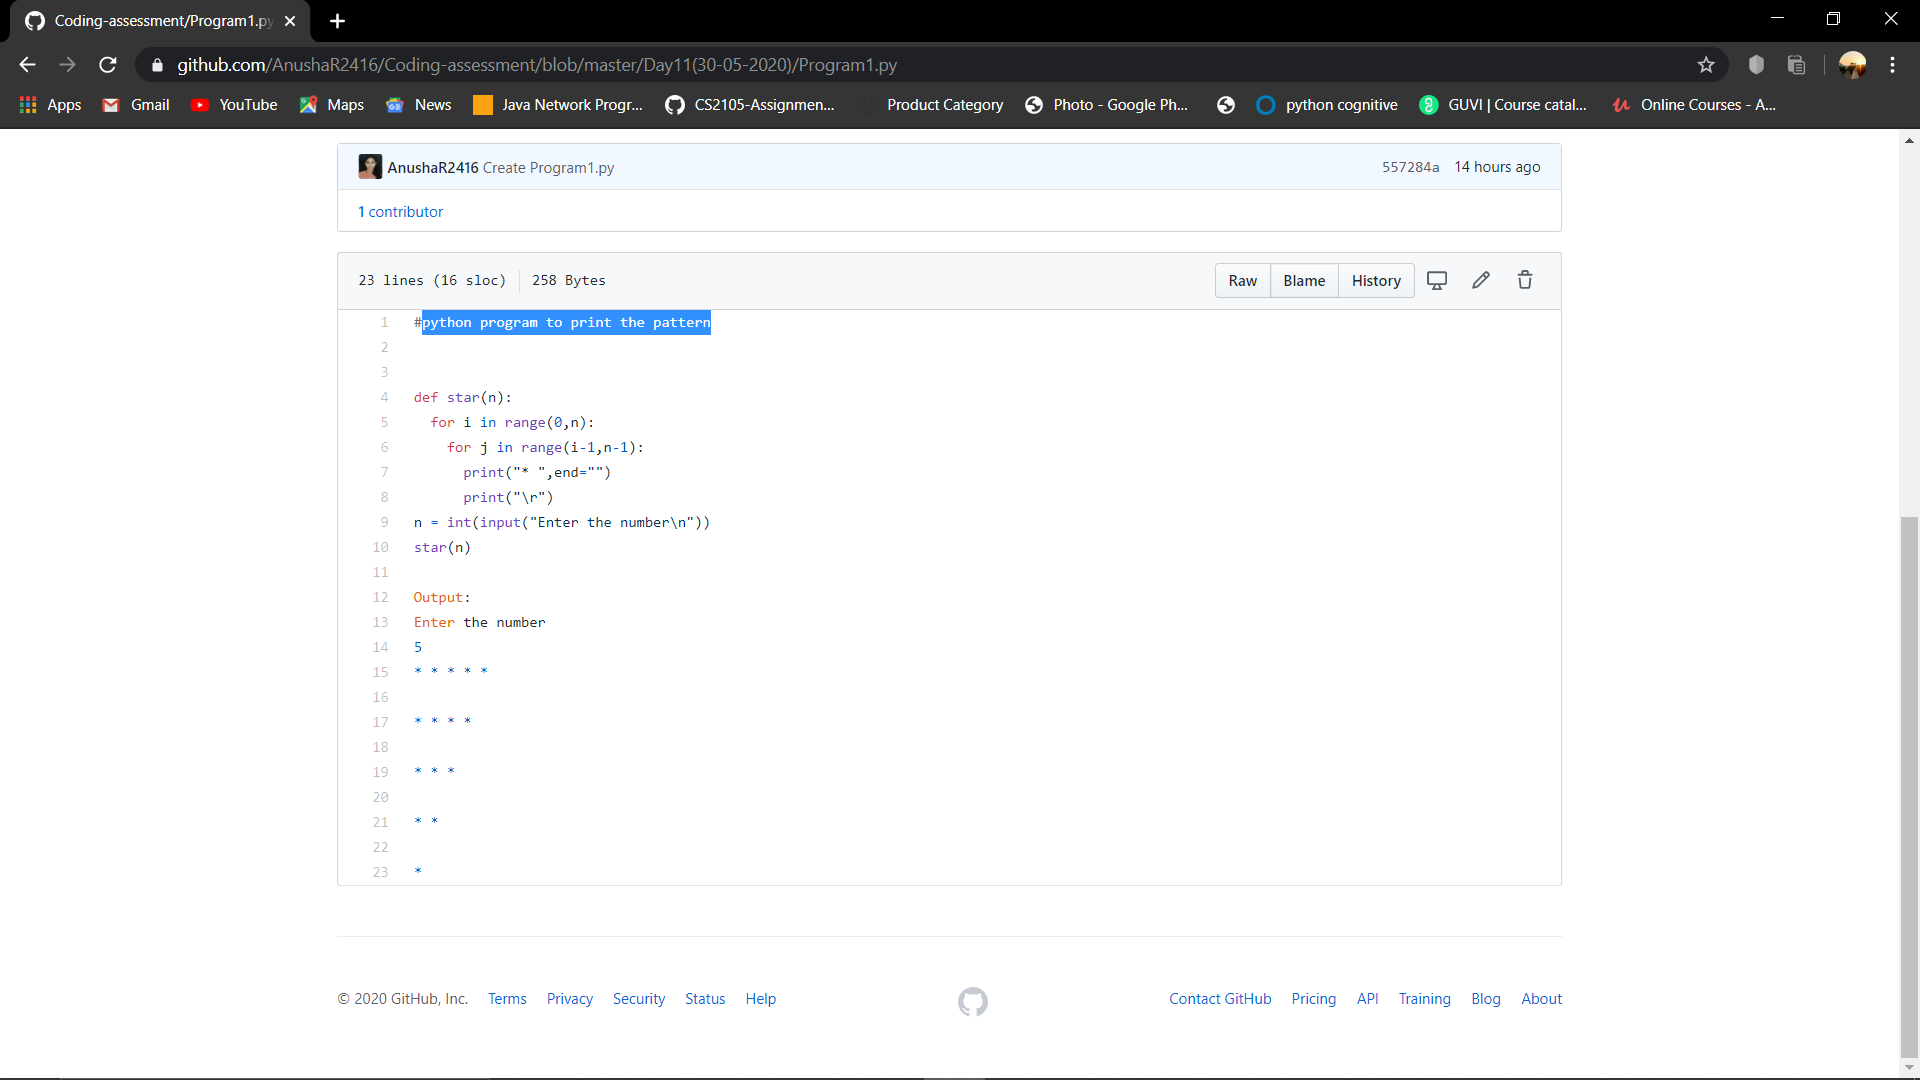 Coding-assessment/Program1.py
github.com/AnushaR2416/Coding-assessment/blob/master/Day11(30-05-2020)/Program1.py
Apps Gmail YouTube Maps News Java Network Progr... CS2105-Assignmen... Product Category Photo - Google Ph... python cognitive GUVI | Course catal... Online Courses - A...
AnushaR2416 Create Program1.py 557284a 14 hours ago
1 contributor
23 lines (16 sloc) 258 Bytes Raw Blame History
1 #python program to print the pattern
2
3
4 def star(n):
5 for i in range(0,n):
6 for j in range(i-1,n-1):
7 print("* ",end="")
8 print("\r")
9 n = int(input("Enter the number\n"))
10 star(n)
11
12 Output:
13 Enter the number
14 5
15 * * * * *
16
17 * * * *
18
19 * * *
20
21 * *
22
23 *
© 2020 GitHub, Inc. Terms Privacy Security Status Help Contact GitHub Pricing API Training Blog About